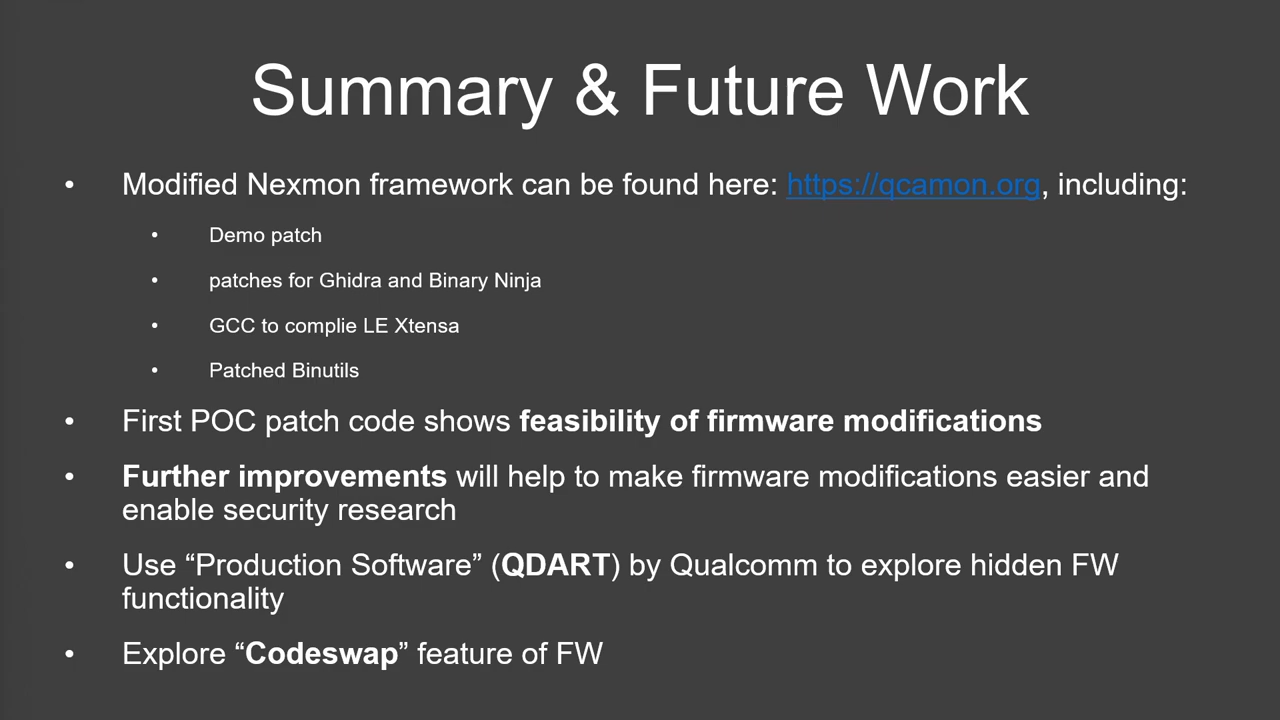 Summary & Future Work
• Modified Nexmon framework can be found here: https://qcamon.org, including:
• Demo patch
• patches for Ghidra and Binary Ninja
• GCC to complie LE Xtensa
• Patched Binutils
• First POC patch code shows feasibility of firmware modifications
• Further improvements will help to make firmware modifications easier and
enable security research
• Use “Production Software” (QDART) by Qualcomm to explore hidden FW
functionality
• Explore “Codeswap” feature of FW